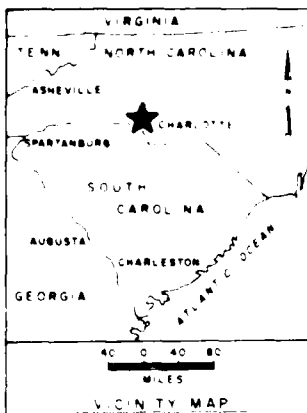 VIRGINIA
TENN NORTH CAROLINA
N
ASHEVILLE
CHARLOTTE
SPARTANBURG
SOUTH
CAROLINA
AUGUSTA
CHARLESTON
GEORGIA
ATLANTIC OCEAN
40 0 40 80
MILES
VICINITY MAP